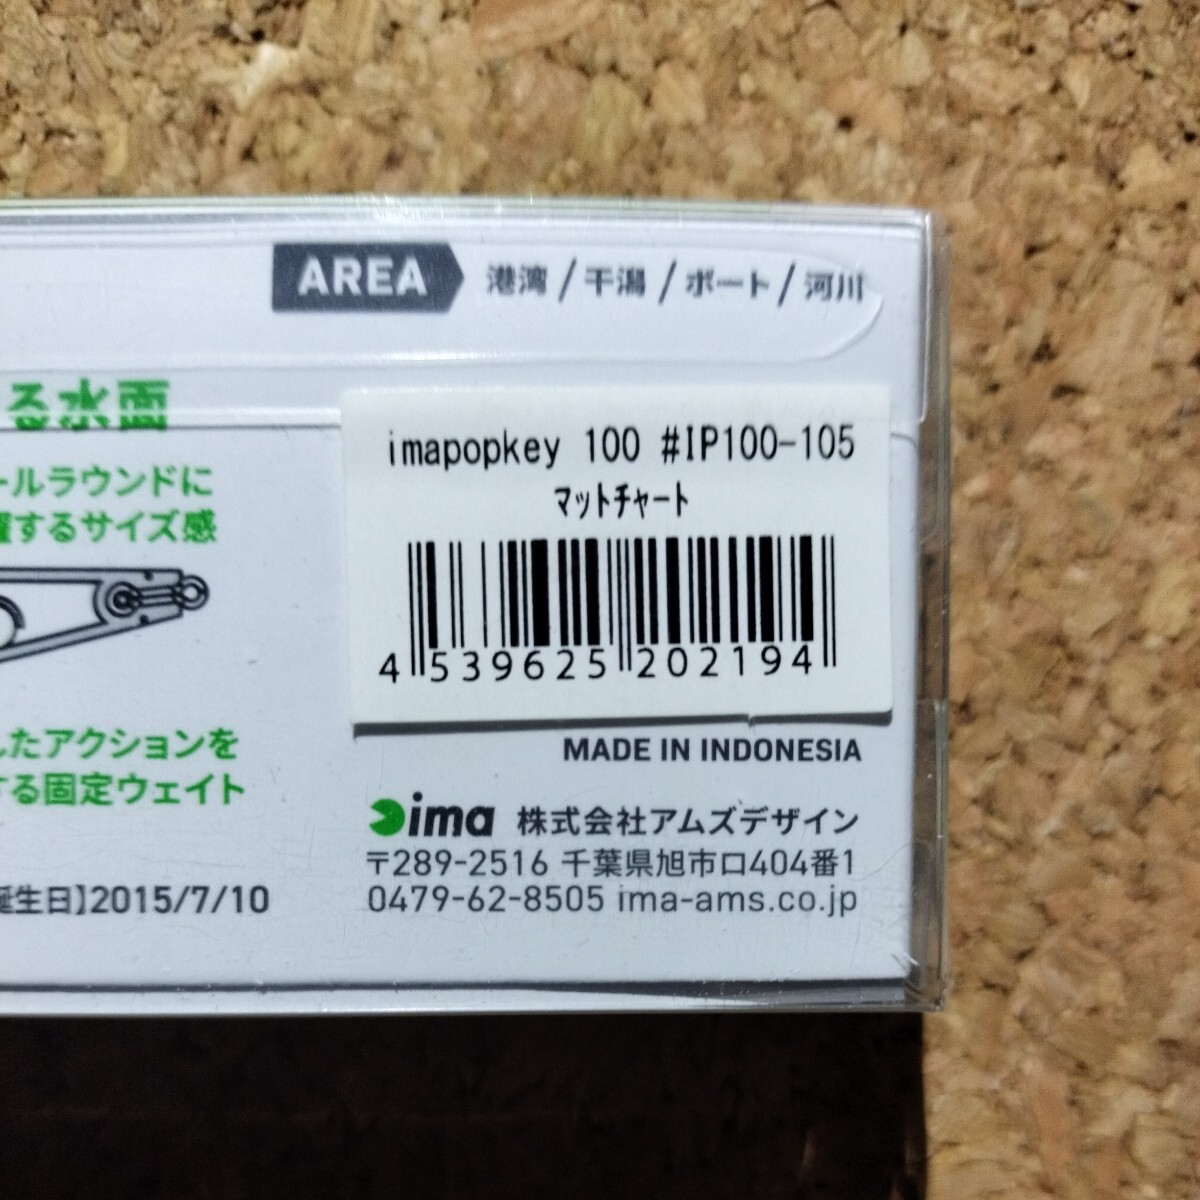 AREA 港湾 / 干潟 / ボート / 河川
る水面
ールラウンドに
躍するサイズ感
imapopkey 100 #IP100-105
マットチャート
4 539625 202194
したアクションを
する固定ウェイト
MADE IN INDONESIA
ima 株式会社アムズデザイン
〒289-2516 千葉県旭市ロ404番1
0479-62-8505 ima-ams.co.jp
誕生日】2015/7/10